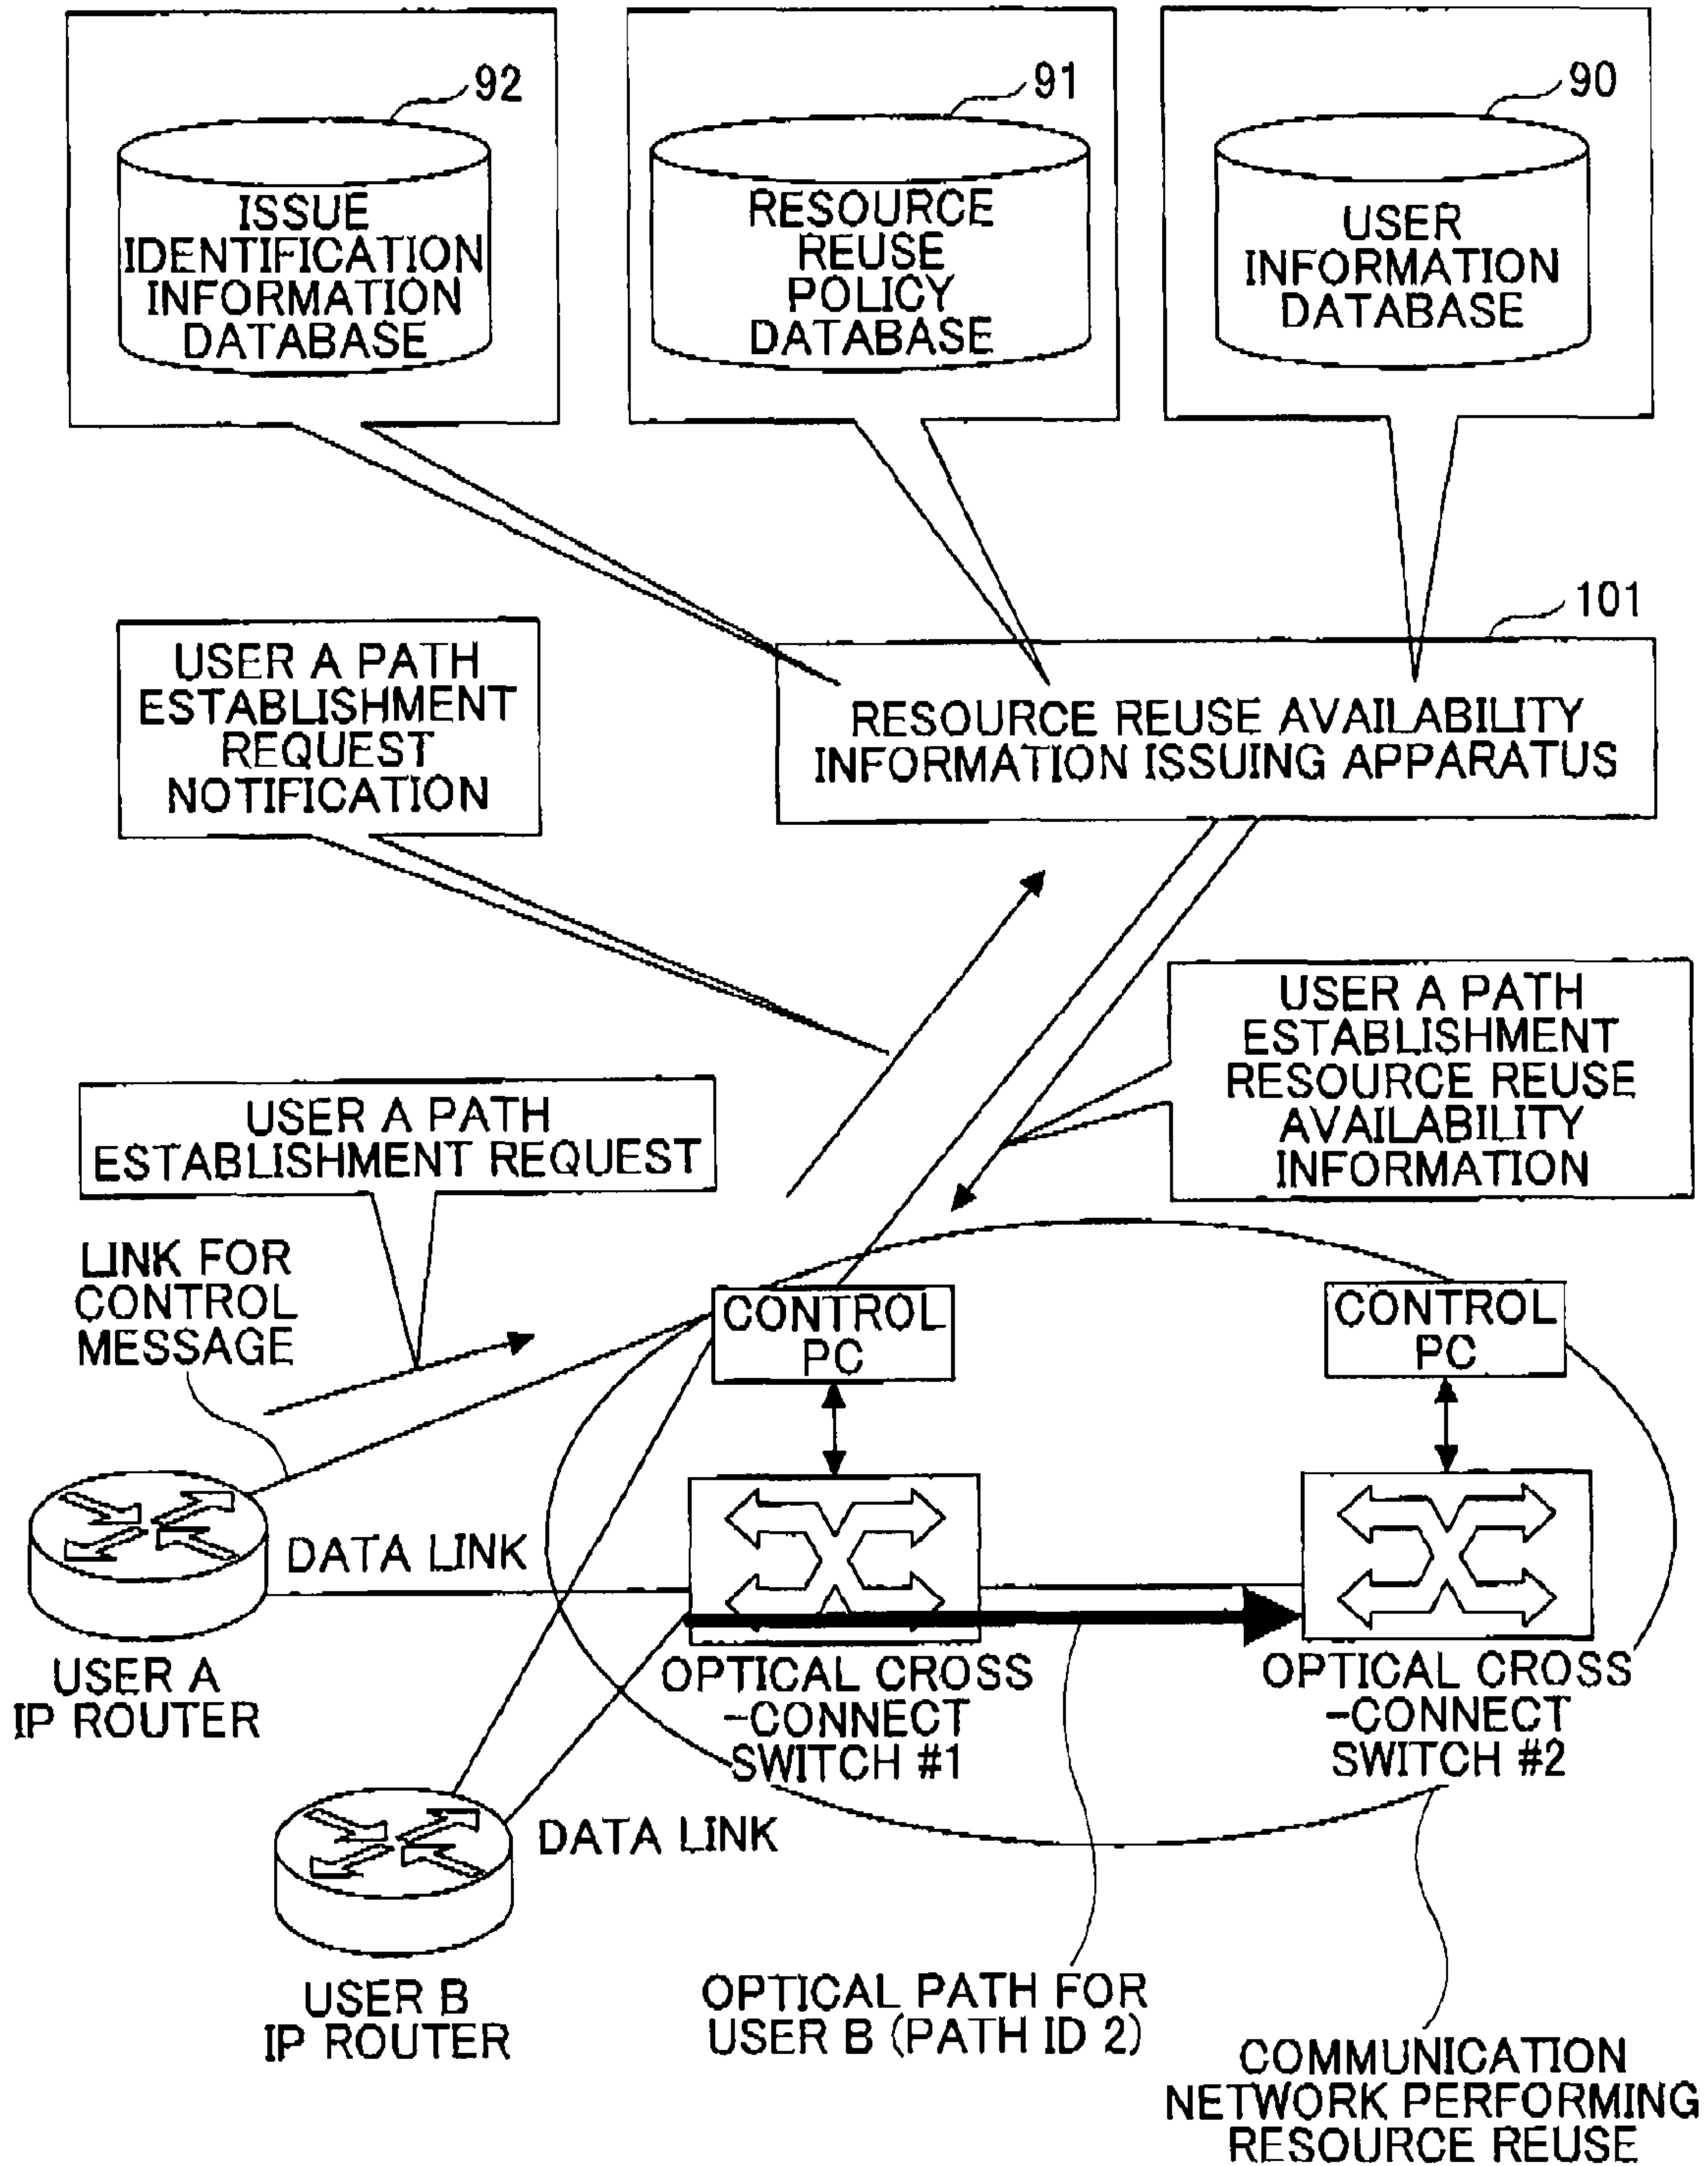 92
ISSUE
IDENTIFICATION
INFORMATION
DATABASE
91
RESOURCE
REUSE
POLICY
DATABASE
90
USER
INFORMATION
DATABASE
101
RESOURCE REUSE AVAILABILITY
INFORMATION ISSUING APPARATUS
USER A PATH
ESTABLISHMENT
REQUEST
NOTIFICATION
USER A PATH
ESTABLISHMENT
RESOURCE REUSE
AVAILABILITY
INFORMATION
USER A PATH
ESTABLISHMENT REQUEST
LINK FOR
CONTROL
MESSAGE
CONTROL
PC
CONTROL
PC
DATA LINK
USER A
IP ROUTER
OPTICAL CROSS
-CONNECT
SWITCH #1
OPTICAL CROSS
-CONNECT
SWITCH #2
DATA LINK
USER B
IP ROUTER
OPTICAL PATH FOR
USER B (PATH ID 2)
COMMUNICATION
NETWORK PERFORMING
RESOURCE REUSE